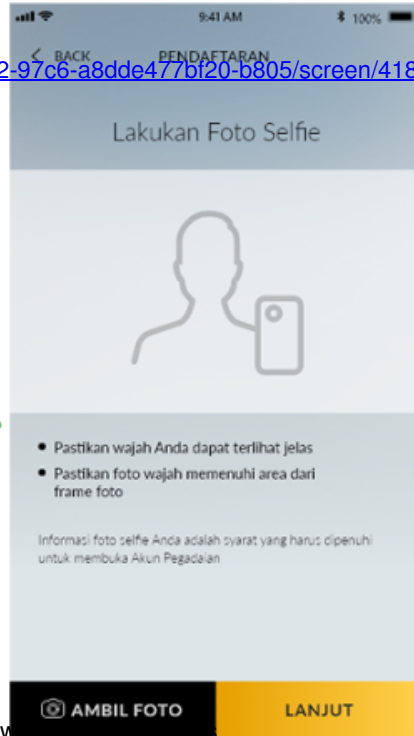 9:41 AM
100%
BACK
PENDAFTARAN
2-97c6-a8dde477bf20-b805/screen/418
Lakukan Foto Selfie
Pastikan wajah Anda dapat terlihat jelas
Pastikan foto wajah memenuhi area dari
frame foto
Informasi foto selfie Anda adalah syarat yang harus dipenuhi
untuk membuka Akun Pegadaian
AMBIL FOTO
LANJUT